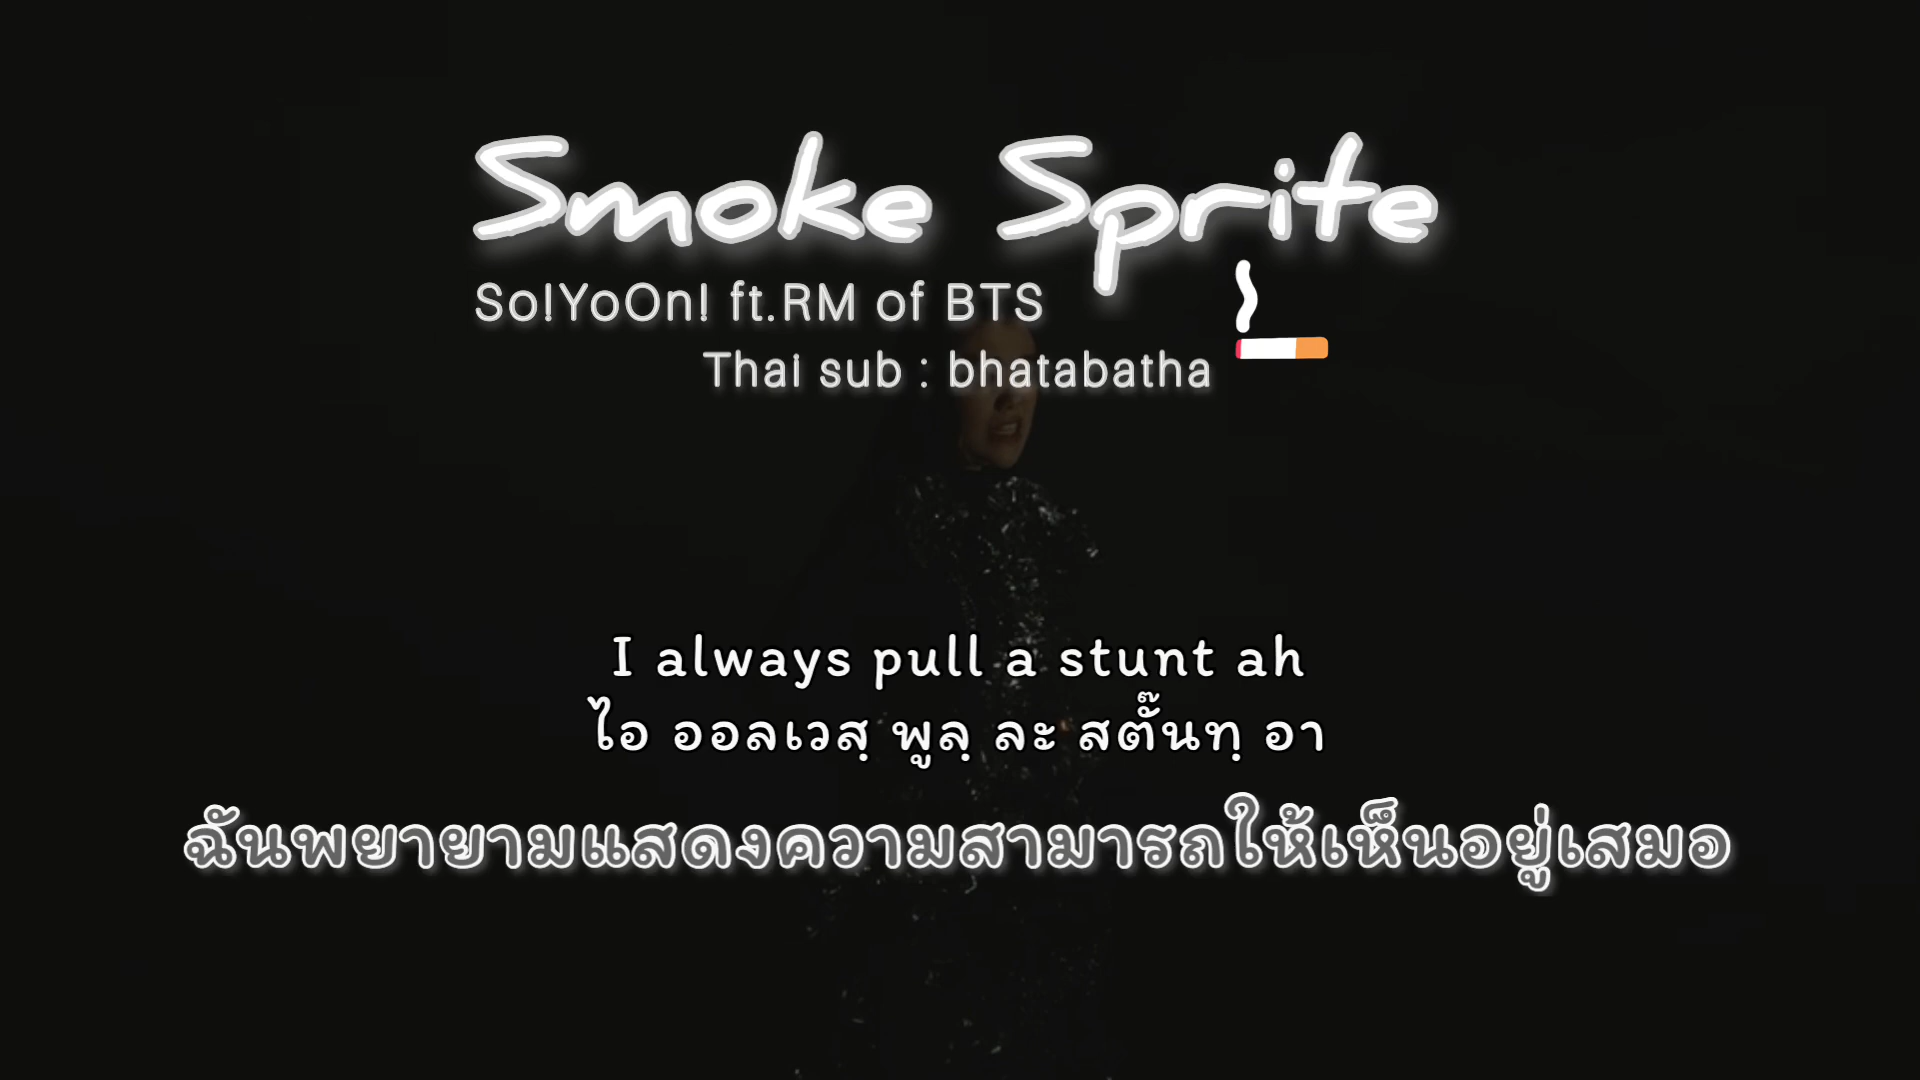 Smoke Sprite
So!YoOn! ft.RM of BTS
Thai sub : bhatabatha
I always pull a stunt ah
ไอ ออลเวสฺ พูลฺ ละ สตั๊นทฺ อา
ฉันพยายามแสดงความสามารถให้เห็นอยู่เสมอ